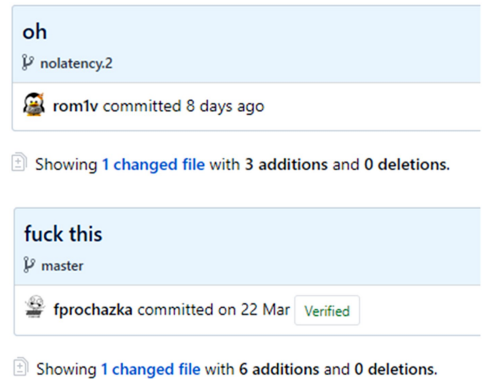 oh
nolatency.2
rom1v committed 8 days ago
Showing 1 changed file with 3 additions and 0 deletions.
fuck this
master
fprochazka committed on 22 Mar Verified
Showing 1 changed file with 6 additions and 0 deletions.